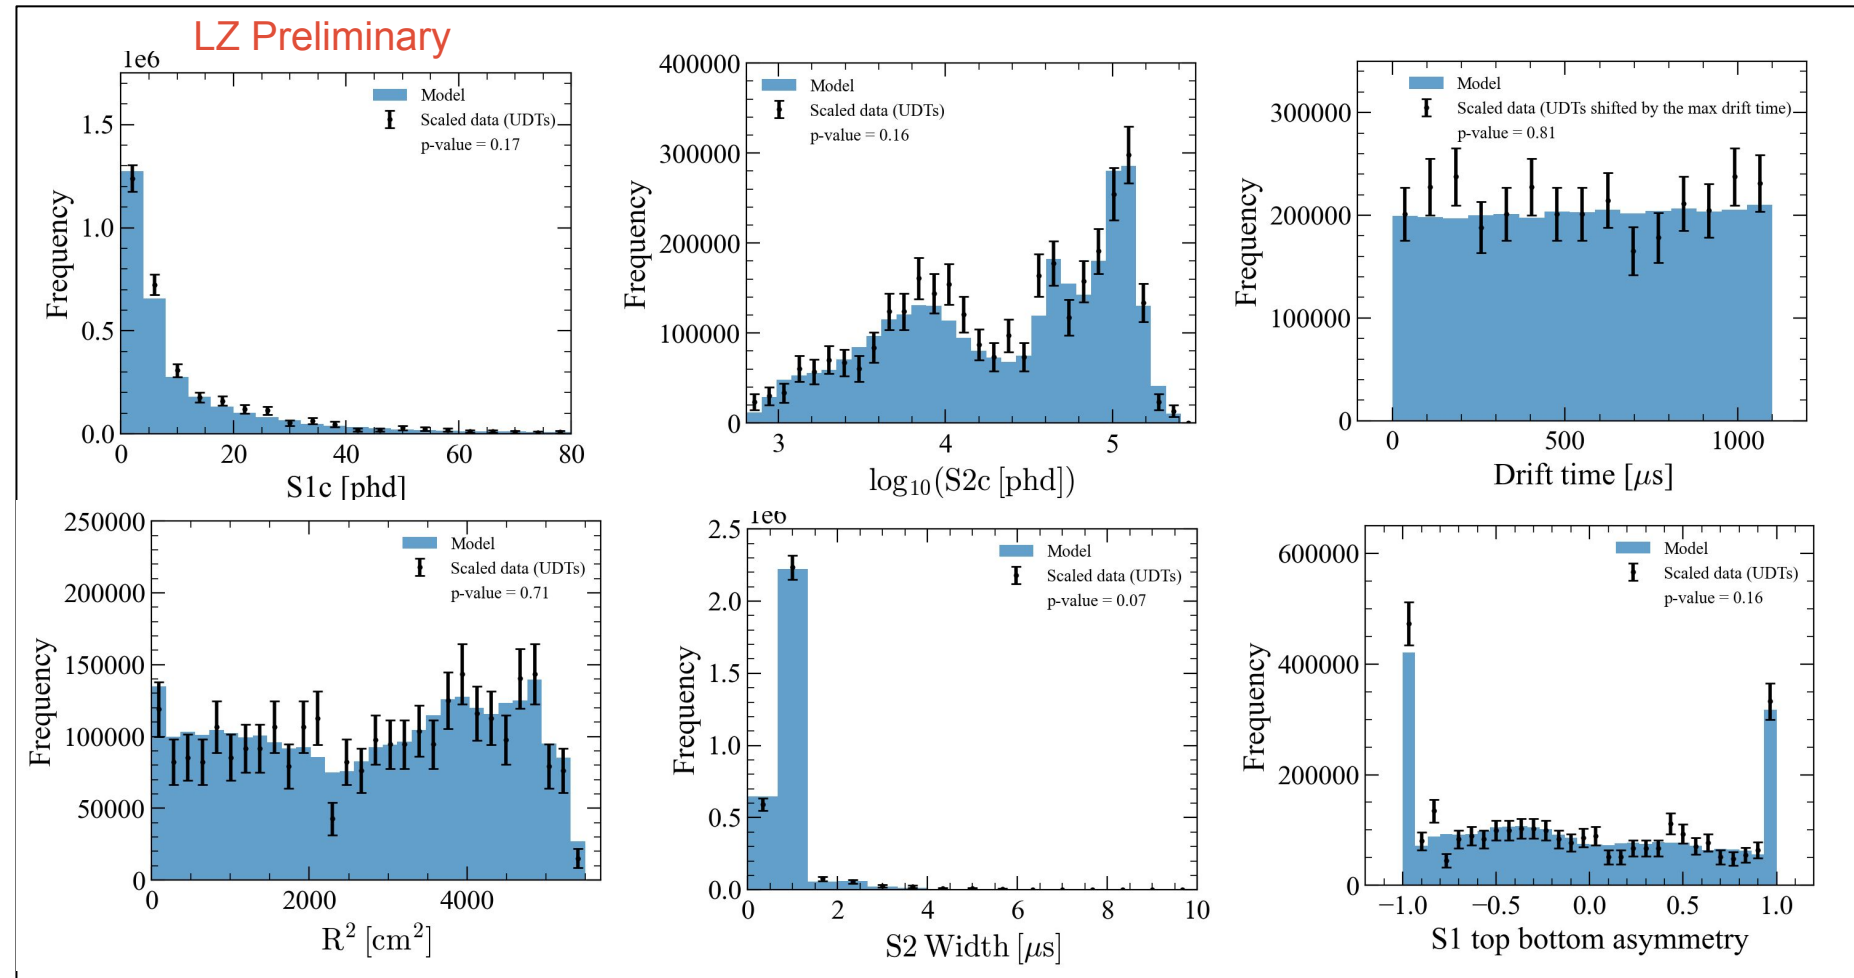 LZ Preliminary
1e6
Model
Scaled data (UDTs)
p-value = 0.17
1.5
1.0
0.5
0.0
Frequency
0 20 40 60 80
S1c [phd]
Model
Scaled data (UDTs)
p-value = 0.16
400000
300000
200000
100000
0
Frequency
3 4 5
log₁₀(S2c [phd])
Model
Scaled data (UDTs shifted by the max drift time)
p-value = 0.81
300000
200000
100000
0
Frequency
0 500 1000
Drift time [μs]
Model
Scaled data (UDTs)
p-value = 0.71
250000
200000
150000
100000
50000
0
Frequency
0 2000 4000
R² [cm²]
1e6
Model
Scaled data (UDTs)
p-value = 0.07
2.5
2.0
1.5
1.0
0.5
0.0
Frequency
0 2 4 6 8 10
S2 Width [μs]
Model
Scaled data (UDTs)
p-value = 0.16
600000
400000
200000
0
Frequency
−1.0 −0.5 0.0 0.5 1.0
S1 top bottom asymmetry